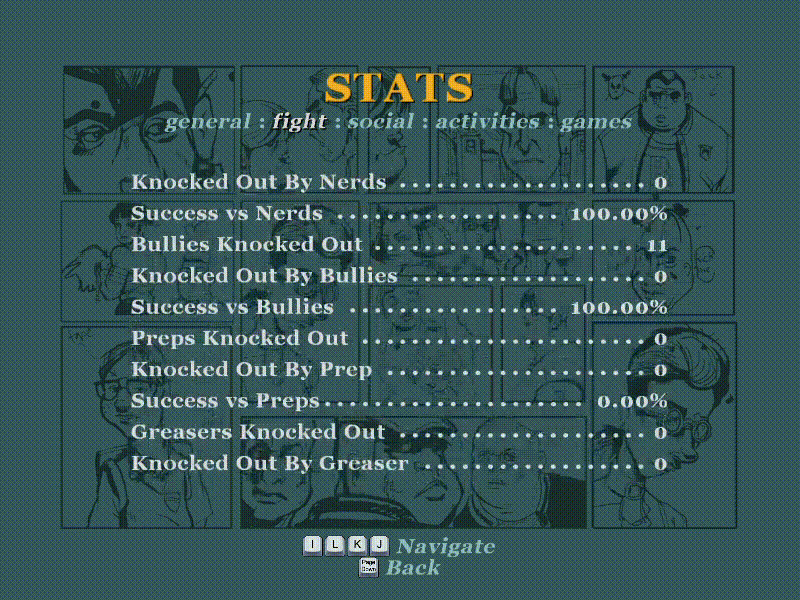 STATS
general : fight : social : activities : games
Knocked Out By Nerds .................... 0
Success vs Nerds .................. 100.00%
Bullies Knocked Out ..................... 11
Knocked Out By Bullies ................... 0
Success vs Bullies ................. 100.00%
Preps Knocked Out ....................... 0
Knocked Out By Prep ..................... 0
Success vs Preps ...................... 0.00%
Greasers Knocked Out .................... 0
Knocked Out By Greaser .................. 0
I L K J Navigate
Page Down Back